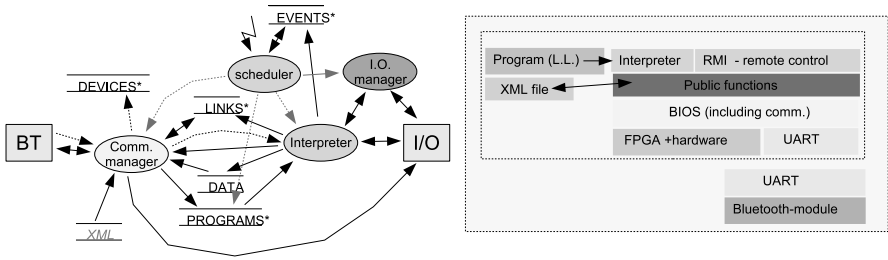 EVENTS*
scheduler
I.O.
manager
DEVICES*
LINKS*
BT
Comm.
manager
Interpreter
I/O
DATA
PROGRAMS*
XML
Program (L.L.)
Interpreter
RMI - remote control
XML file
Public functions
BIOS (including comm.)
FPGA +hardware
UART
UART
Bluetooth-module